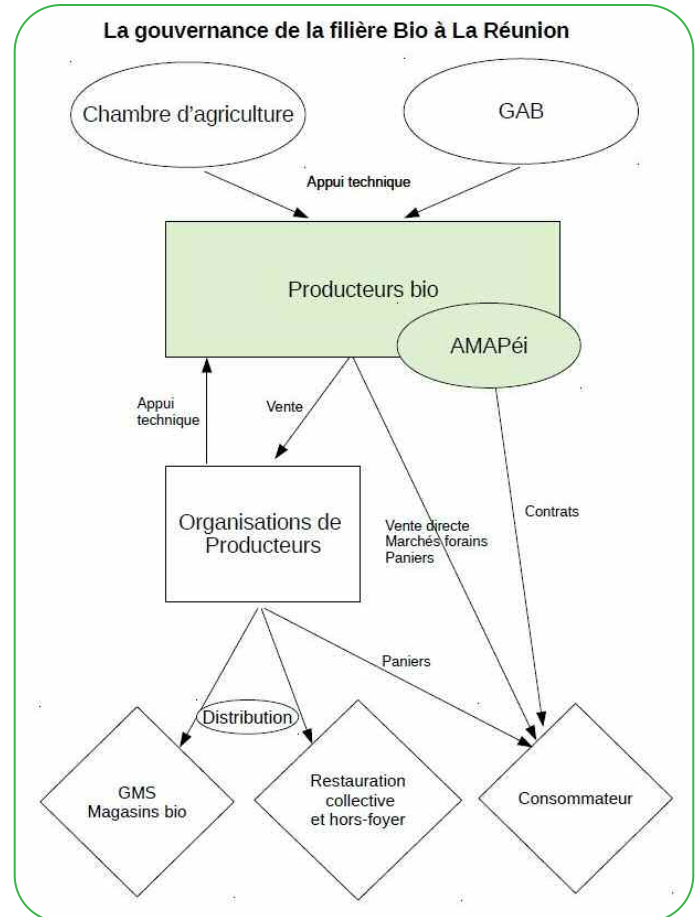 La gouvernance de la filière Bio à La Réunion
Chambre d'agriculture
GAB
Appui technique
Producteurs bio
AMAPéi
Appui
technique
Vente
Organisations de
Producteurs
Vente directe
Marchés forains
Paniers
Contrats
Paniers
Distribution
GMS
Magasins bio
Restauration
collective
et hors-foyer
Consommateur